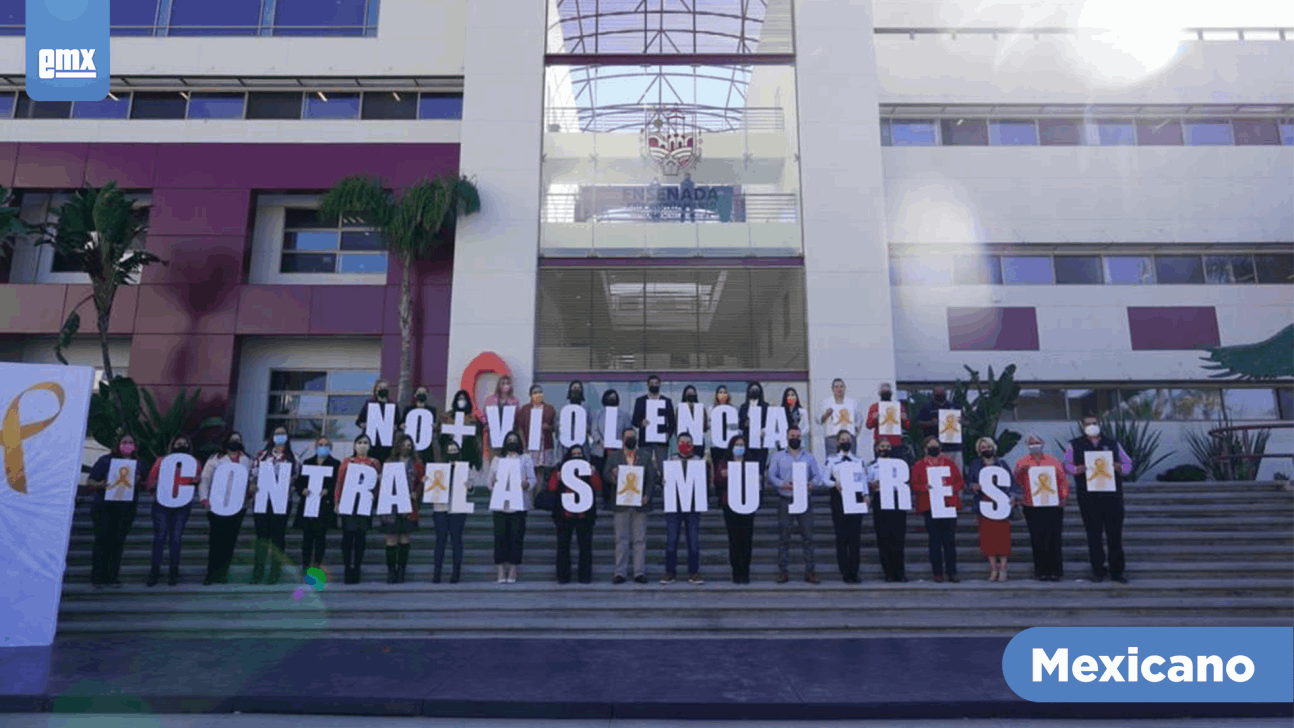 emx
ENSENADA
No+VIOLENCIA
CONTRA LAS MUJERES
Mexicano